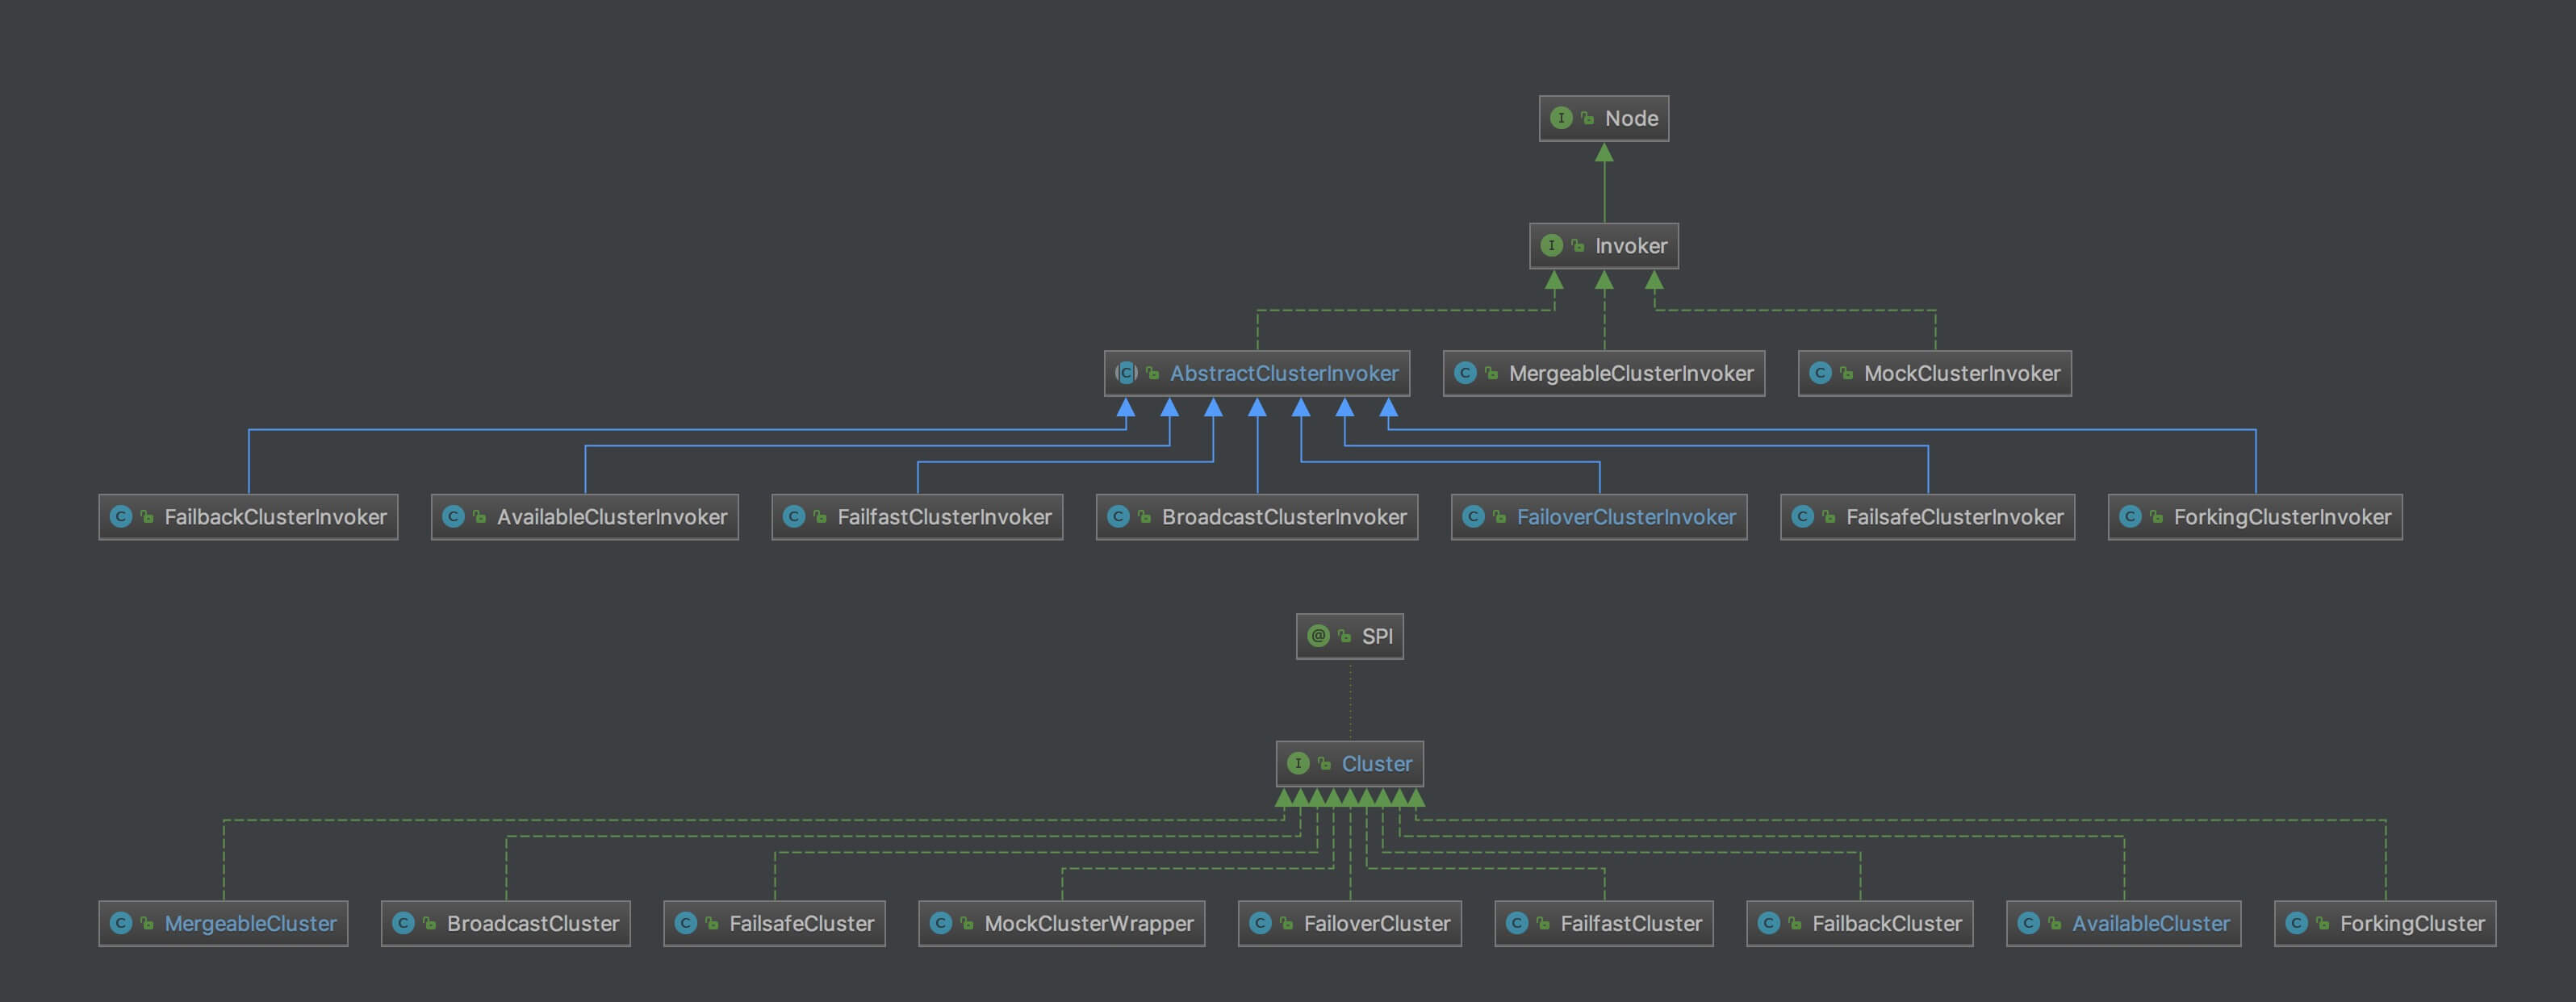 Node
Invoker
AbstractClusterInvoker MergeableClusterInvoker MockClusterInvoker
FailbackClusterInvoker AvailableClusterInvoker FailfastClusterInvoker BroadcastClusterInvoker FailoverClusterInvoker FailsafeClusterInvoker ForkingClusterInvoker
SPI
Cluster
MergeableCluster BroadcastCluster FailsafeCluster MockClusterWrapper FailoverCluster FailfastCluster FailbackCluster AvailableCluster ForkingCluster